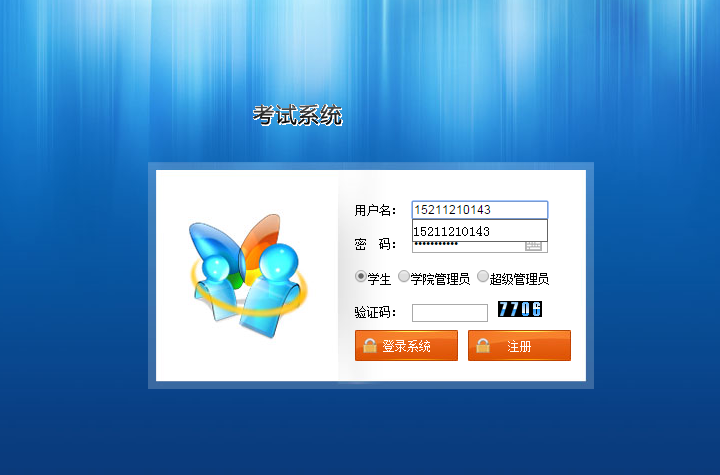 考试系统
用户名： 15211210143
15211210143
密 码： •••••••••••
学生 学院管理员 超级管理员
验证码： 7706
登录系统 注册